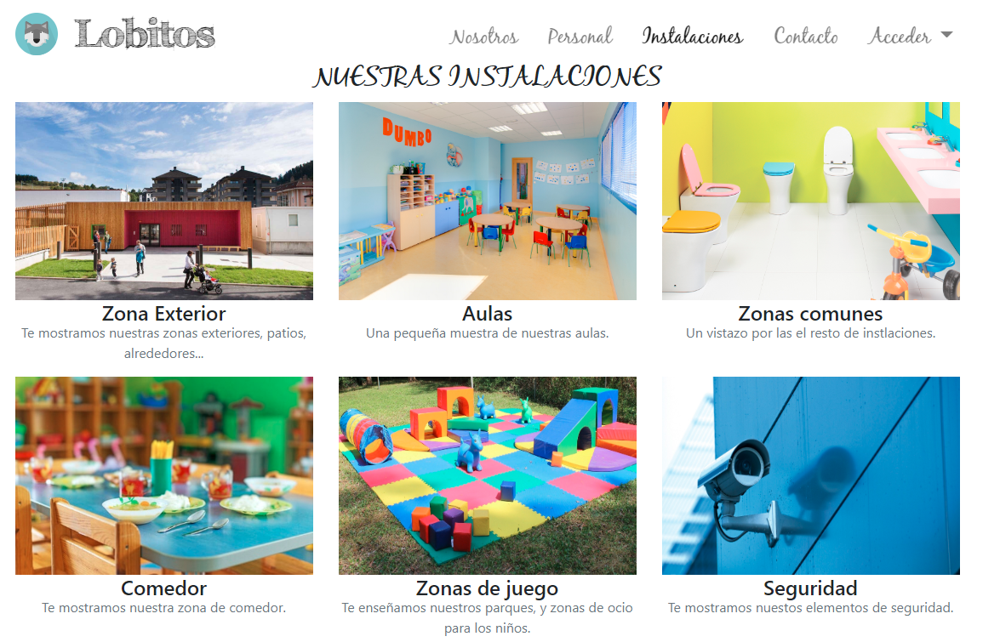 Lobitos
Nosotros Personal Instalaciones Contacto Acceder
NUESTRAS INSTALACIONES
DUMBO
Zona Exterior
Te mostramos nuestras zonas exteriores, patios,
alrededores...
Aulas
Una pequeña muestra de nuestras aulas.
Zonas comunes
Un vistazo por las el resto de instlaciones.
Comedor
Te mostramos nuestra zona de comedor.
Zonas de juego
Te enseñamos nuestros parques, y zonas de ocio
para los niños.
Seguridad
Te mostramos nuestos elementos de seguridad.